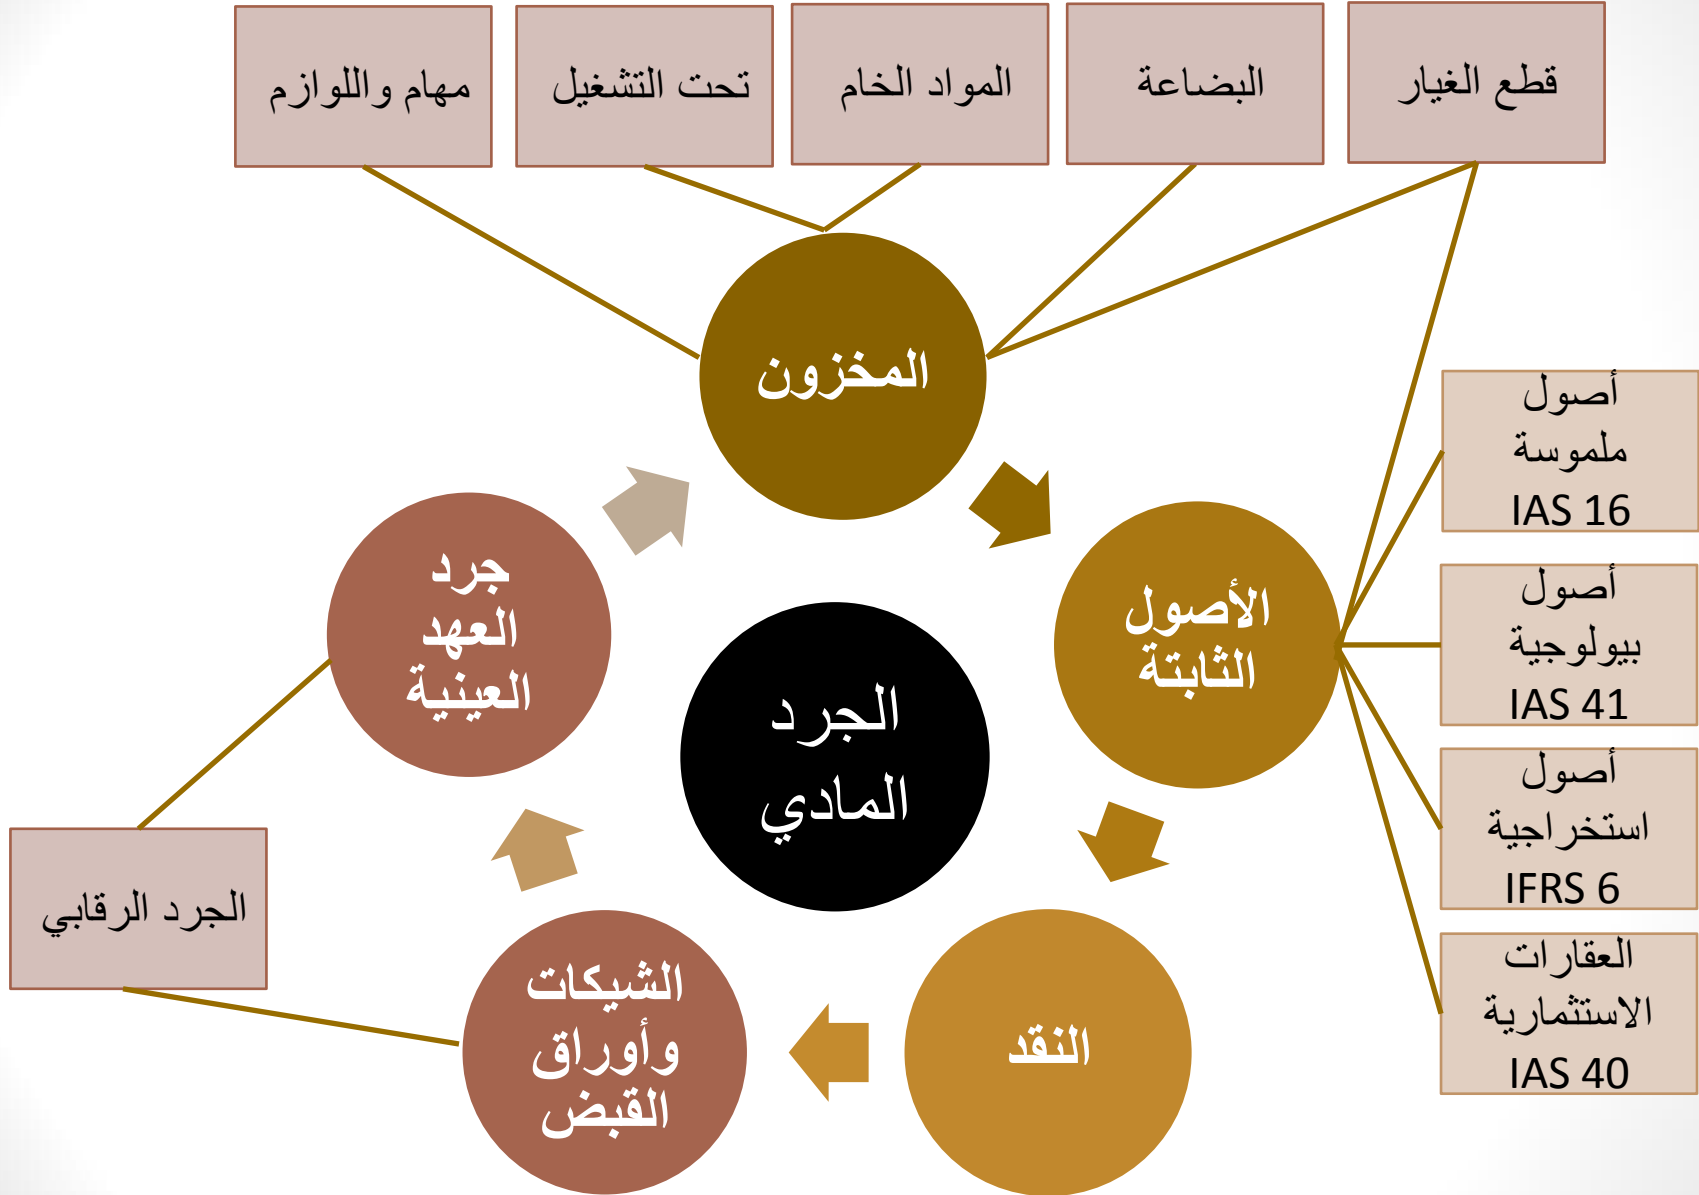 قطع الغيار
البضاعة
المواد الخام
تحت التشغيل
مهام واللوازم
المخزون
أصول
ملموسة
IAS 16
أصول
بيولوجية
IAS 41
أصول
استخراجية
IFRS 6
العقارات
الاستثمارية
IAS 40
الأصول
الثابتة
جرد
العهد
العينية
الجرد
المادي
الجرد الرقابي
النقد
الشيكات
وأوراق
القبض